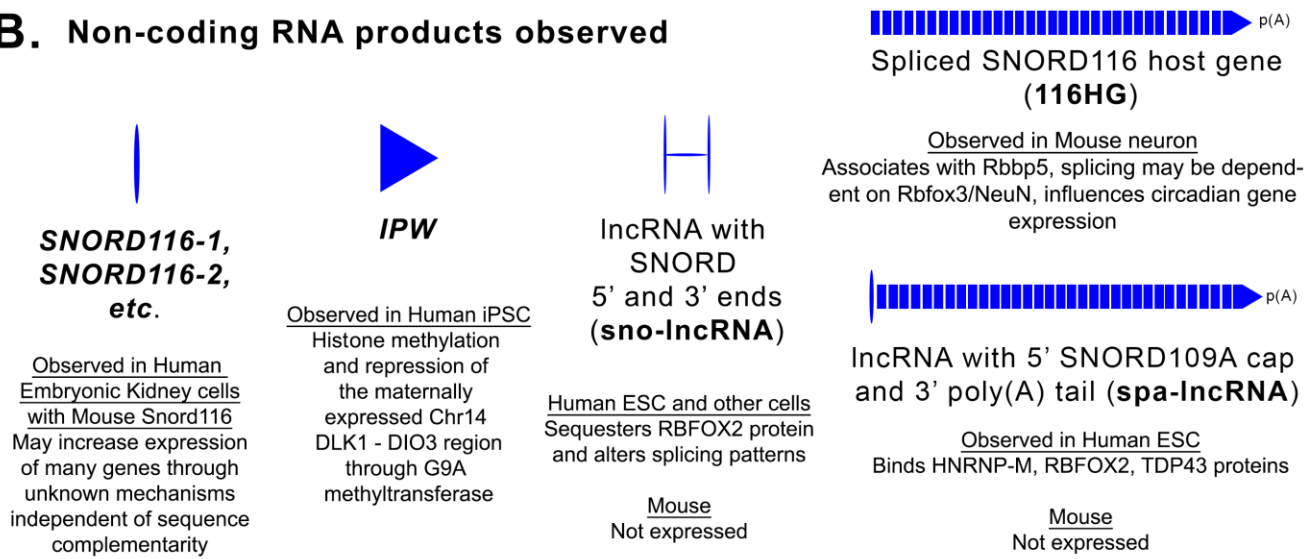 B. Non-coding RNA products observed
SNORD116-1,
SNORD116-2,
etc.
Observed in Human
Embryonic Kidney cells
with Mouse Snord116
May increase expression
of many genes through
unknown mechanisms
independent of sequence
complementarity
IPW
Observed in Human iPSC
Histone methylation
and repression of
the maternally
expressed Chr14
DLK1 - DIO3 region
through G9A
methyltransferase
lncRNA with
SNORD
5’ and 3’ ends
(sno-lncRNA)
Human ESC and other cells
Sequesters RBFOX2 protein
and alters splicing patterns
Mouse
Not expressed
p(A)
Spliced SNORD116 host gene
(116HG)
Observed in Mouse neuron
Associates with Rbbp5, splicing may be depend-
ent on Rbfox3/NeuN, influences circadian gene
expression
p(A)
lncRNA with 5’ SNORD109A cap
and 3’ poly(A) tail (spa-lncRNA)
Observed in Human ESC
Binds HNRNP-M, RBFOX2, TDP43 proteins
Mouse
Not expressed